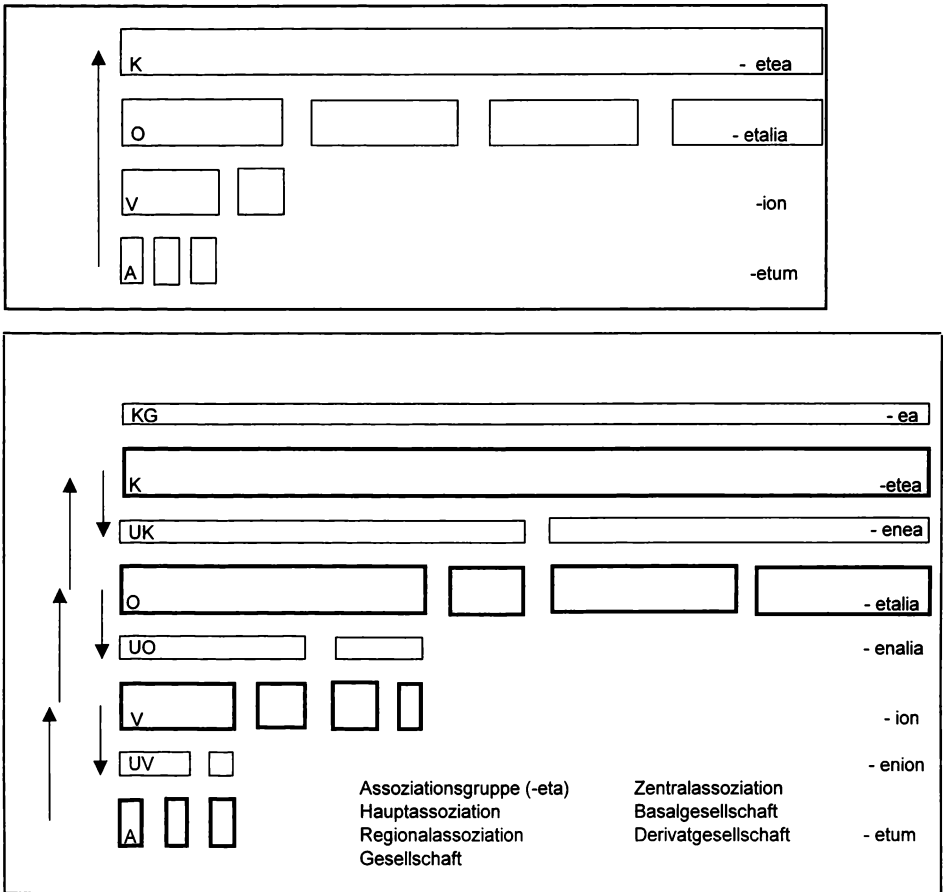 K - etea
O - etalia
V -ion
A -etum
KG - ea
K -etea
UK - enea
O - etalia
UO - enalia
V - ion
UV - enion
Assoziationsgruppe (-eta) Zentralassoziation
Hauptassoziation Basalgesellschaft
A Regionalassoziation Derivatgesellschaft - etum
Gesellschaft